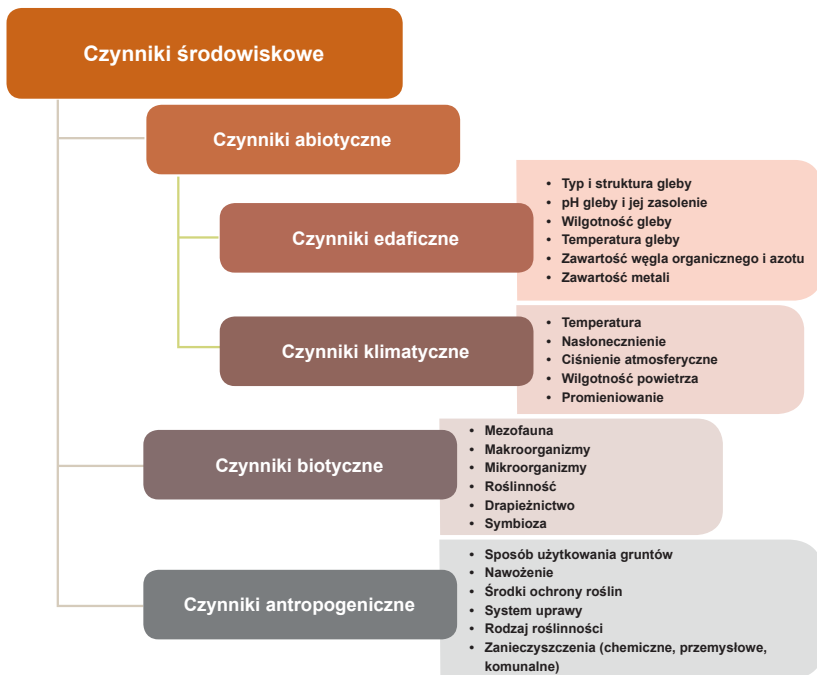 Czynniki środowiskowe
Czynniki abiotyczne
Czynniki edaficzne
• Typ i struktura gleby
• pH gleby i jej zasolenie
• Wilgotność gleby
• Temperatura gleby
• Zawartość węgla organicznego i azotu
• Zawartość metali
Czynniki klimatyczne
• Temperatura
• Nasłonecznienie
• Ciśnienie atmosferyczne
• Wilgotność powietrza
• Promieniowanie
Czynniki biotyczne
• Mezofauna
• Makroorganizmy
• Mikroorganizmy
• Roślinność
• Drapieżnictwo
• Symbioza
Czynniki antropogeniczne
• Sposób użytkowania gruntów
• Nawożenie
• Środki ochrony roślin
• System uprawy
• Rodzaj roślinności
• Zanieczyszczenia (chemiczne, przemysłowe,
komunalne)